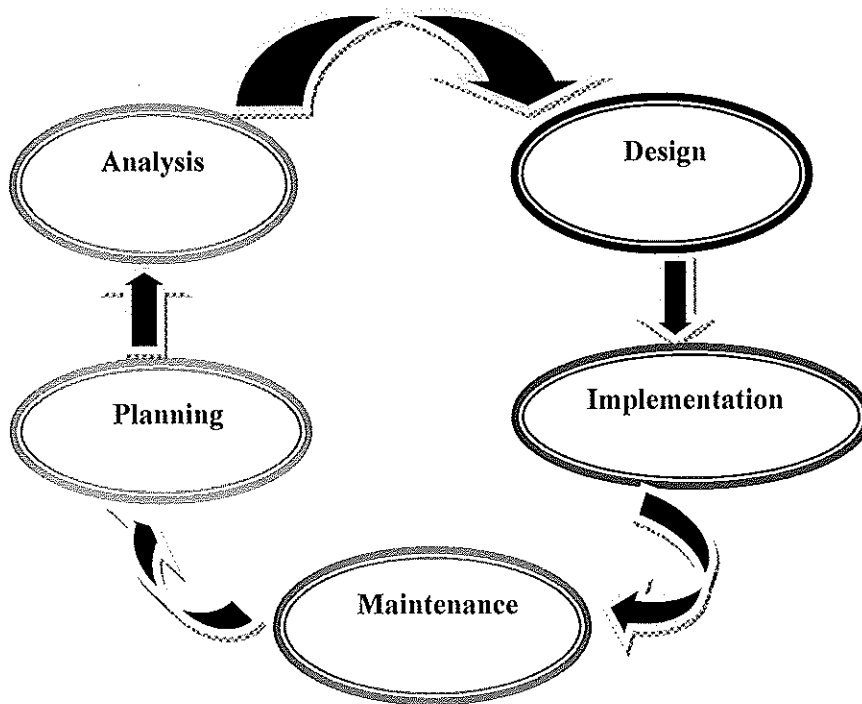 Analysis
Design
Planning
Implementation
Maintenance